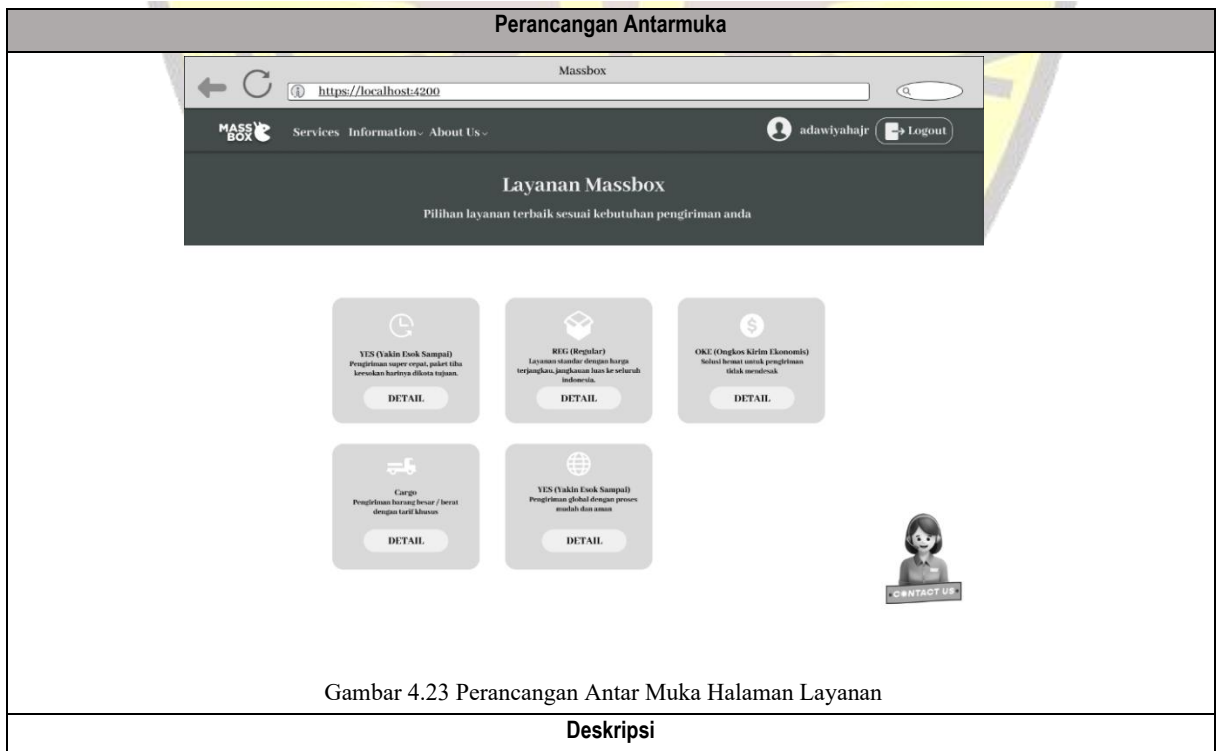 Perancangan Antarmuka
Massbox
https://localhost:4200
MASS
BOX
Services Information About Us
adawiyahajr
Logout
Layanan Massbox
Pilihan layanan terbaik sesuai kebutuhan pengiriman anda
YES (Yakin Esok Sampai)
Pengiriman super cepat, paket tiba
keesokan harinya dikota tujuan.
DETAIL
REG (Regular)
Layanan standar dengan harga
terjangkau, jangkauan luas ke seluruh
indonesia.
DETAIL
OKE (Ongkos Kirim Ekonomis)
Solusi hemat untuk pengiriman
tidak mendesak
DETAIL
Cargo
Pengiriman barang besar / berat
dengan tarif khusus
DETAIL
YES (Yakin Esok Sampai)
Pengiriman global dengan proses
mudah dan aman
DETAIL
CONTACT US
Gambar 4.23 Perancangan Antar Muka Halaman Layanan
Deskripsi